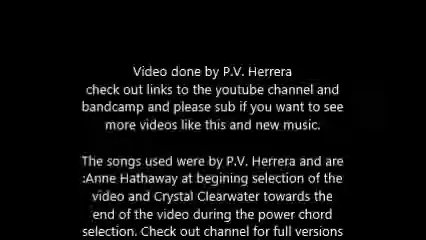 Video done by P.V. Herrera
check out links to the youtube channel and
bandcamp and please sub if you want to see
more videos like this and new music.
The songs used were by P.V. Herrera and are
:Anne Hathaway at begining selection of the
video and Crystal Clearwater towards the
end of the video during the power chord
selection. Check out channel for full versions